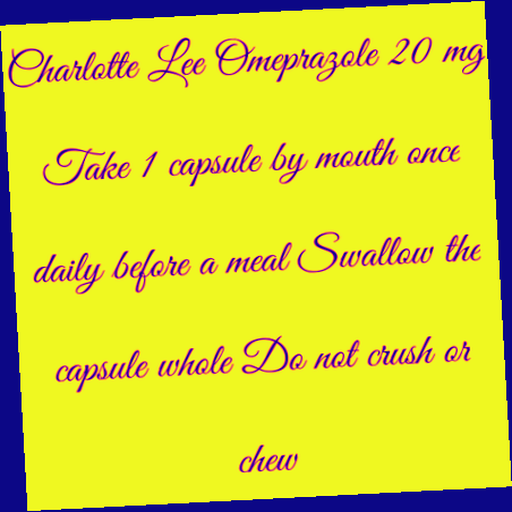 Charlotte Lee Omeprazole 20 mg
Take 1 capsule by mouth once
daily before a meal Swallow the
capsule whole Do not crush or
chew